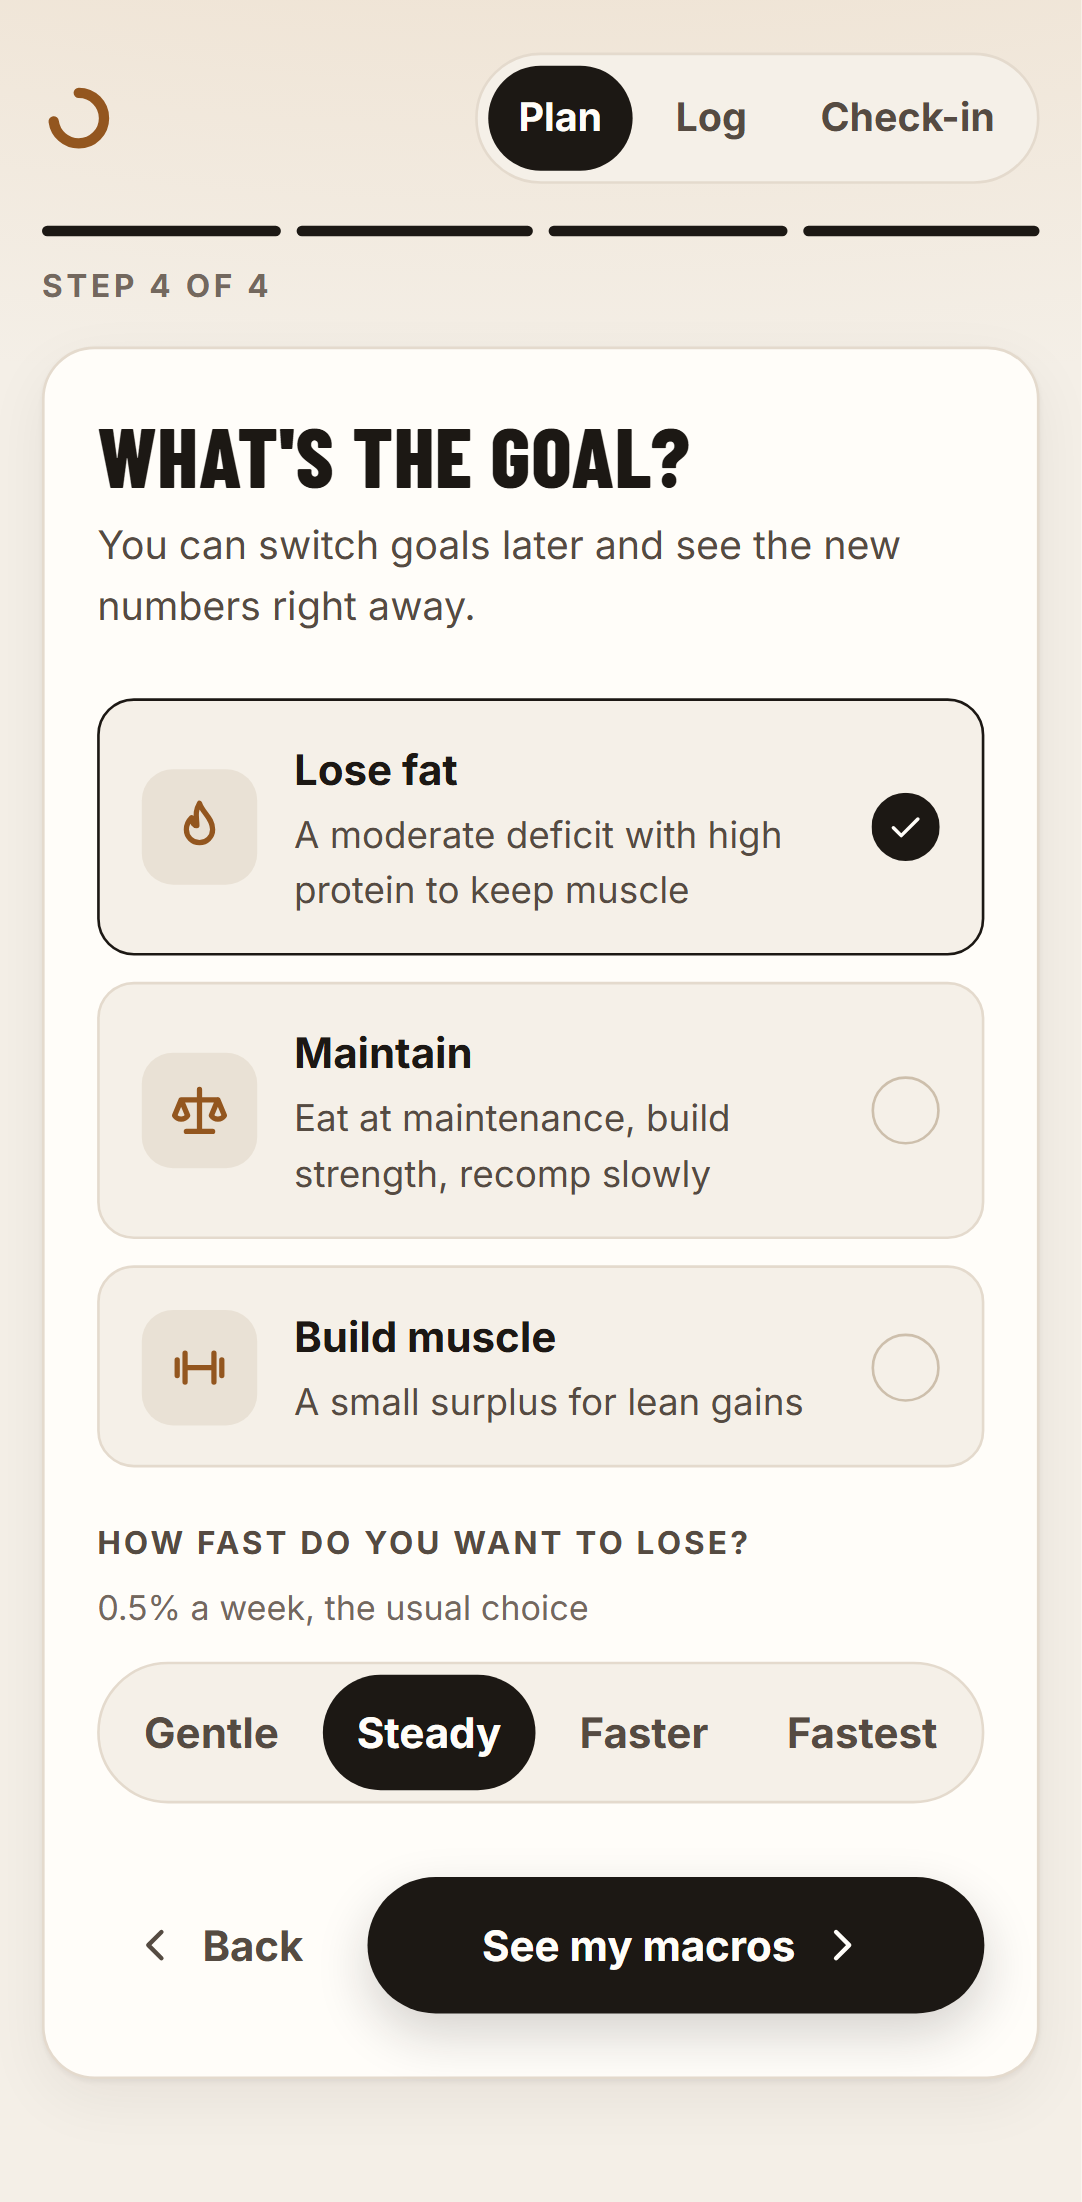 Plan Log Check-in
STEP 4 OF 4
WHAT'S THE GOAL?
You can switch goals later and see the new
numbers right away.
Lose fat
A moderate deficit with high
protein to keep muscle
Maintain
Eat at maintenance, build
strength, recomp slowly
Build muscle
A small surplus for lean gains
HOW FAST DO YOU WANT TO LOSE?
0.5% a week, the usual choice
Gentle Steady Faster Fastest
Back See my macros